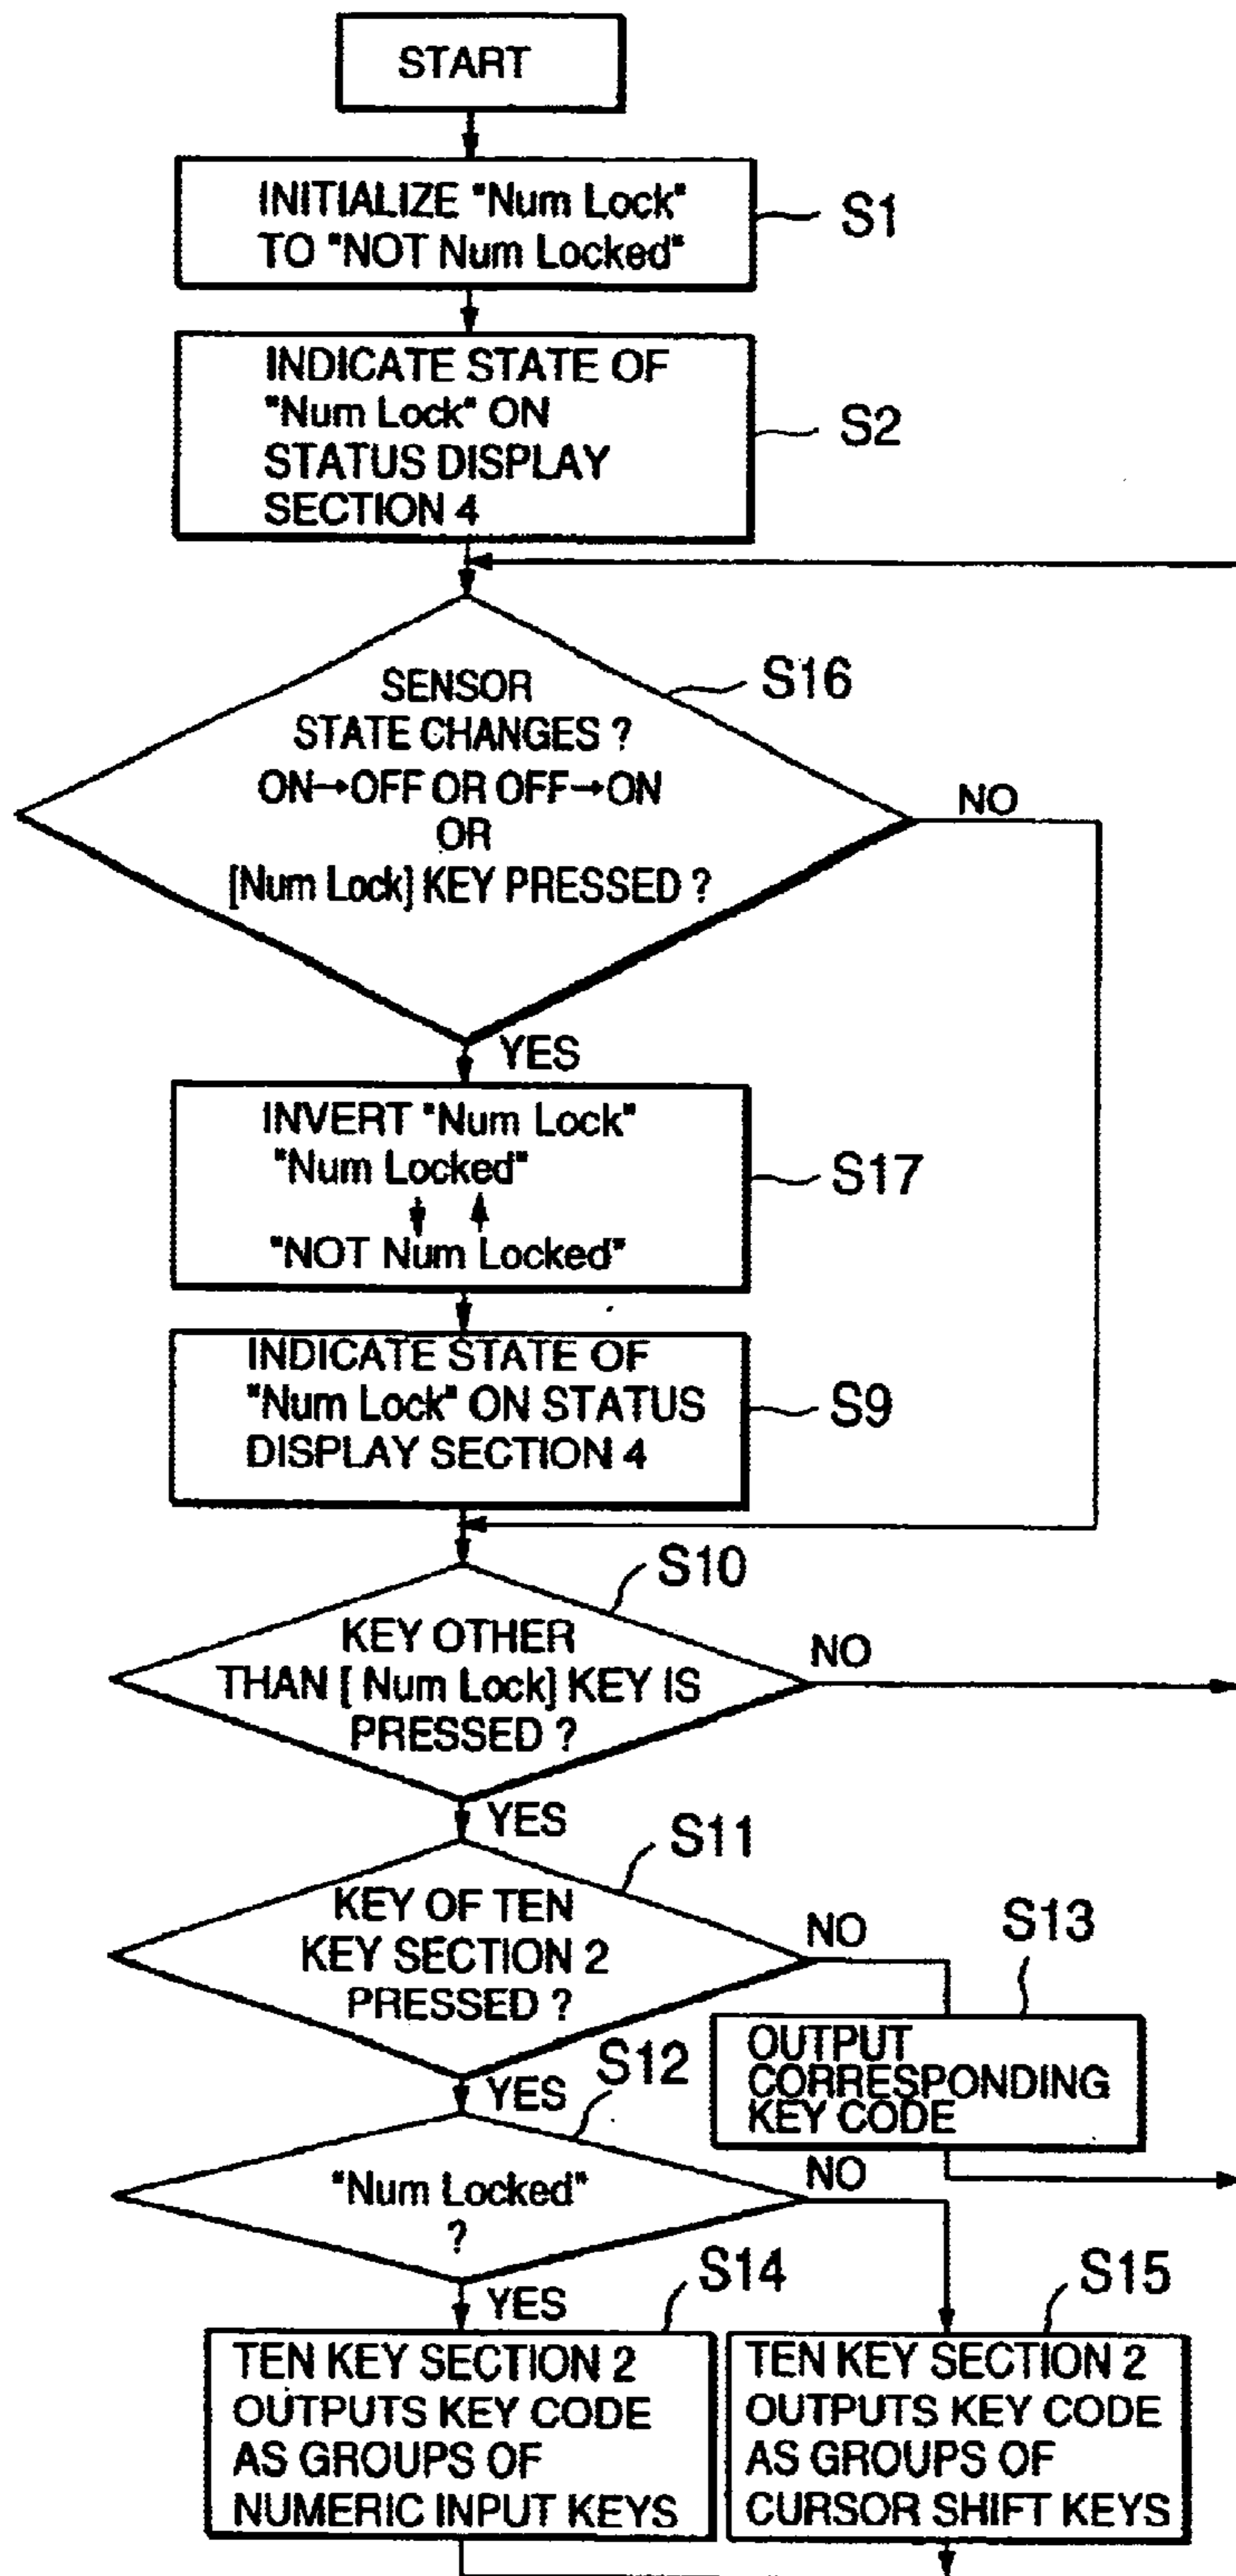 START
INITIALIZE "Num Lock"
TO "NOT Num Locked"
S1
INDICATE STATE OF
"Num Lock" ON
STATUS DISPLAY
SECTION 4
S2
SENSOR
STATE CHANGES ?
ON→OFF OR OFF→ON
OR
[Num Lock] KEY PRESSED ?
S16
NO
YES
INVERT "Num Lock"
"Num Locked"
"NOT Num Locked"
S17
INDICATE STATE OF
"Num Lock" ON STATUS
DISPLAY SECTION 4
S9
S10
KEY OTHER
THAN [ Num Lock] KEY IS
PRESSED ?
NO
YES
S11
KEY OF TEN
KEY SECTION 2
PRESSED ?
NO
S13
OUTPUT
CORRESPONDING
KEY CODE
YES
S12
"Num Locked"
?
NO
YES
S14
TEN KEY SECTION 2
OUTPUTS KEY CODE
AS GROUPS OF
NUMERIC INPUT KEYS
S15
TEN KEY SECTION 2
OUTPUTS KEY CODE
AS GROUPS OF
CURSOR SHIFT KEYS